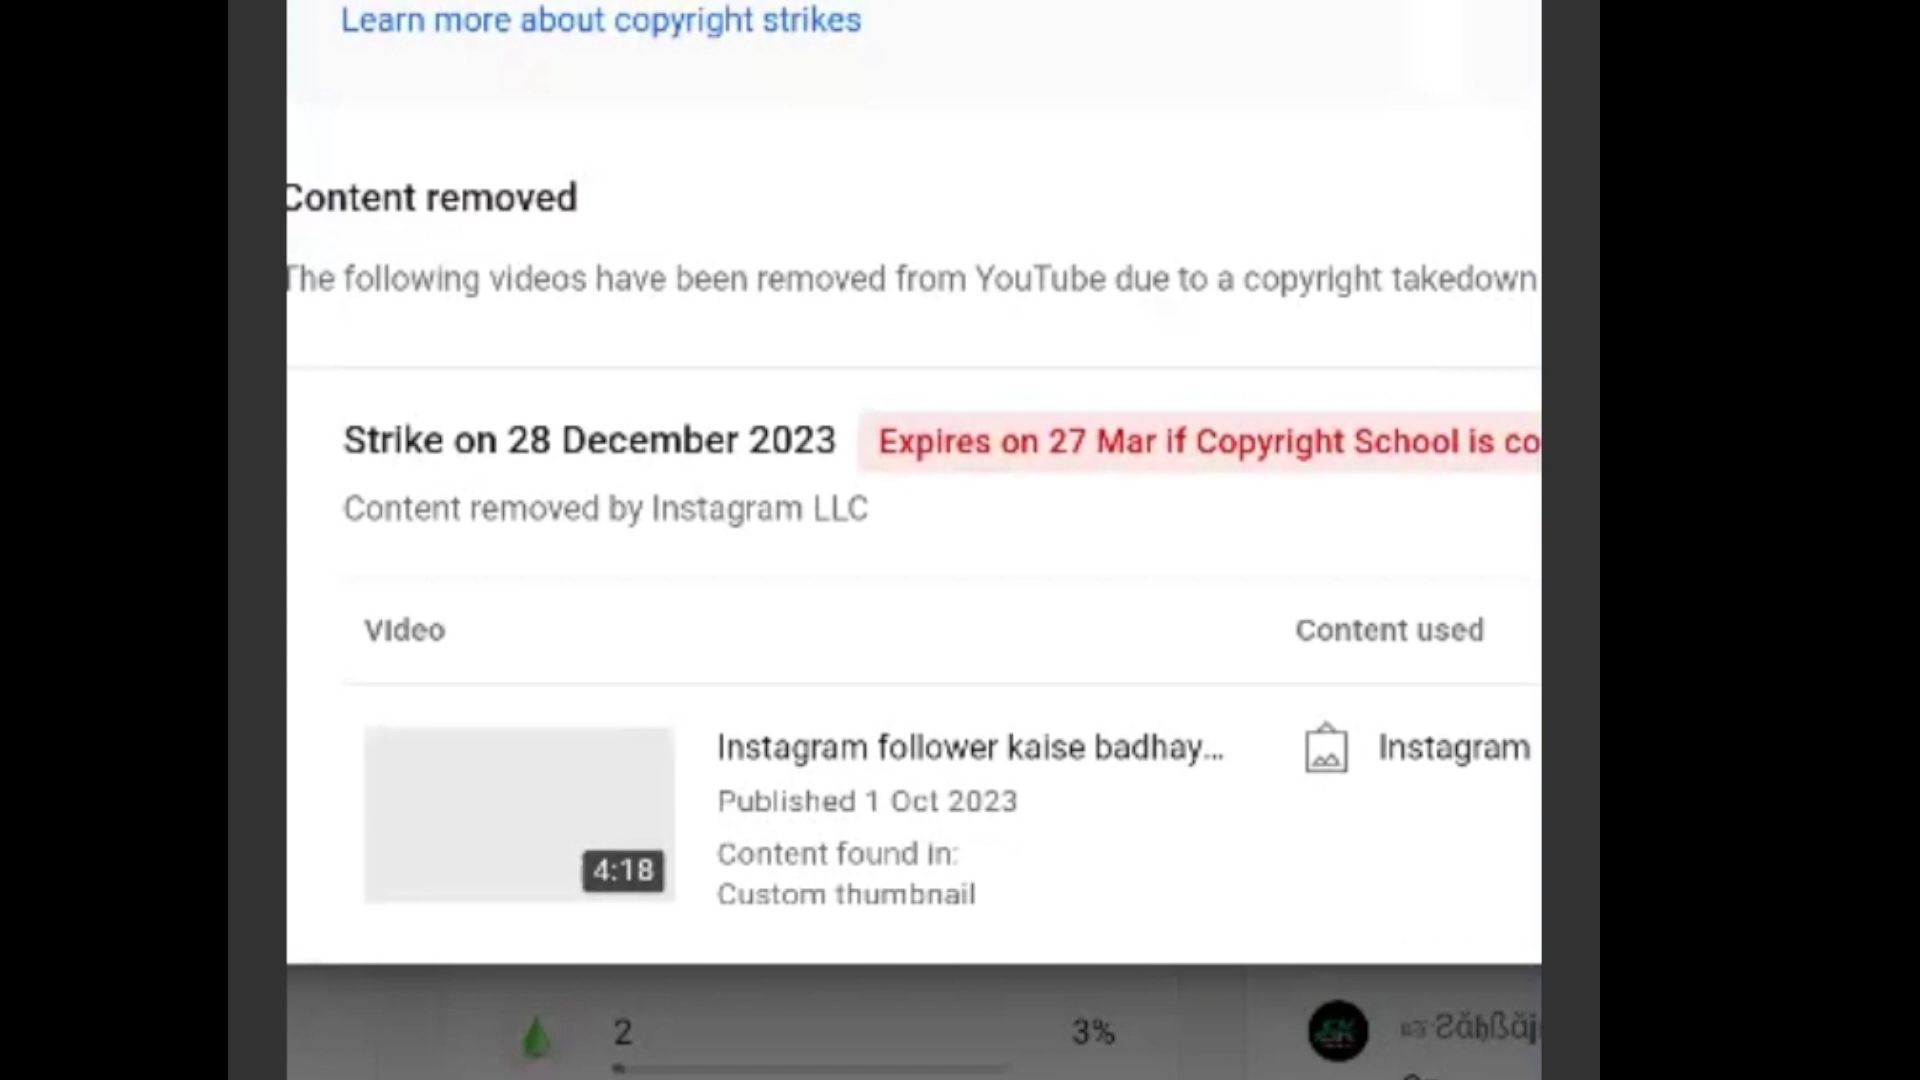 Learn more about copyright strikes
Content removed
The following videos have been removed from YouTube due to a copyright takedown
Strike on 28 December 2023 Expires on 27 Mar if Copyright School is co
Content removed by Instagram LLC
Video Content used
Instagram follower kaise badhay... Instagram
Published 1 Oct 2023
Content found in:
4:18
Custom thumbnail
2 3%